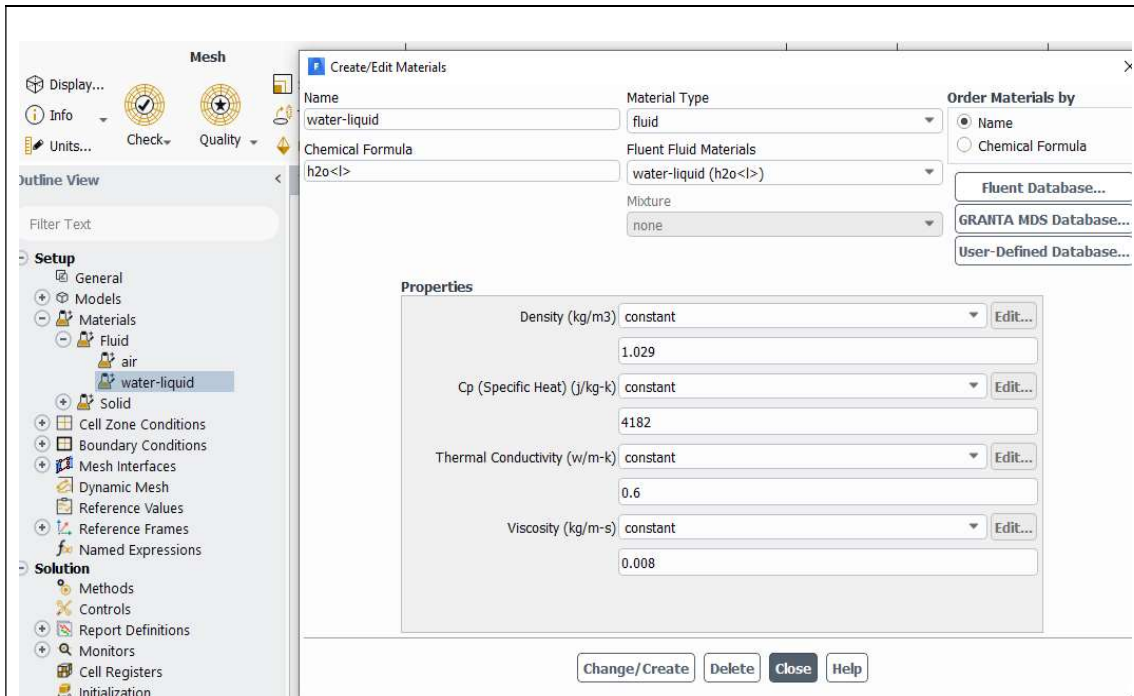 Mesh
Display...
Info
Units...
Check
Quality
Outline View
Filter Text
Setup
General
Models
Materials
Fluid
air
water-liquid
Solid
Cell Zone Conditions
Boundary Conditions
Mesh Interfaces
Dynamic Mesh
Reference Values
Reference Frames
Named Expressions
Solution
Methods
Controls
Report Definitions
Monitors
Cell Registers
Initialization
Create/Edit Materials
Name
water-liquid
Chemical Formula
h2o<l>
Material Type
fluid
Fluent Fluid Materials
water-liquid (h2o<l>)
Mixture
none
Order Materials by
Name
Chemical Formula
Fluent Database...
GRANTA MDS Database...
User-Defined Database...
Properties
Density (kg/m3) constant Edit...
1.029
Cp (Specific Heat) (j/kg-k) constant Edit...
4182
Thermal Conductivity (w/m-k) constant Edit...
0.6
Viscosity (kg/m-s) constant Edit...
0.008
Change/Create Delete Close Help